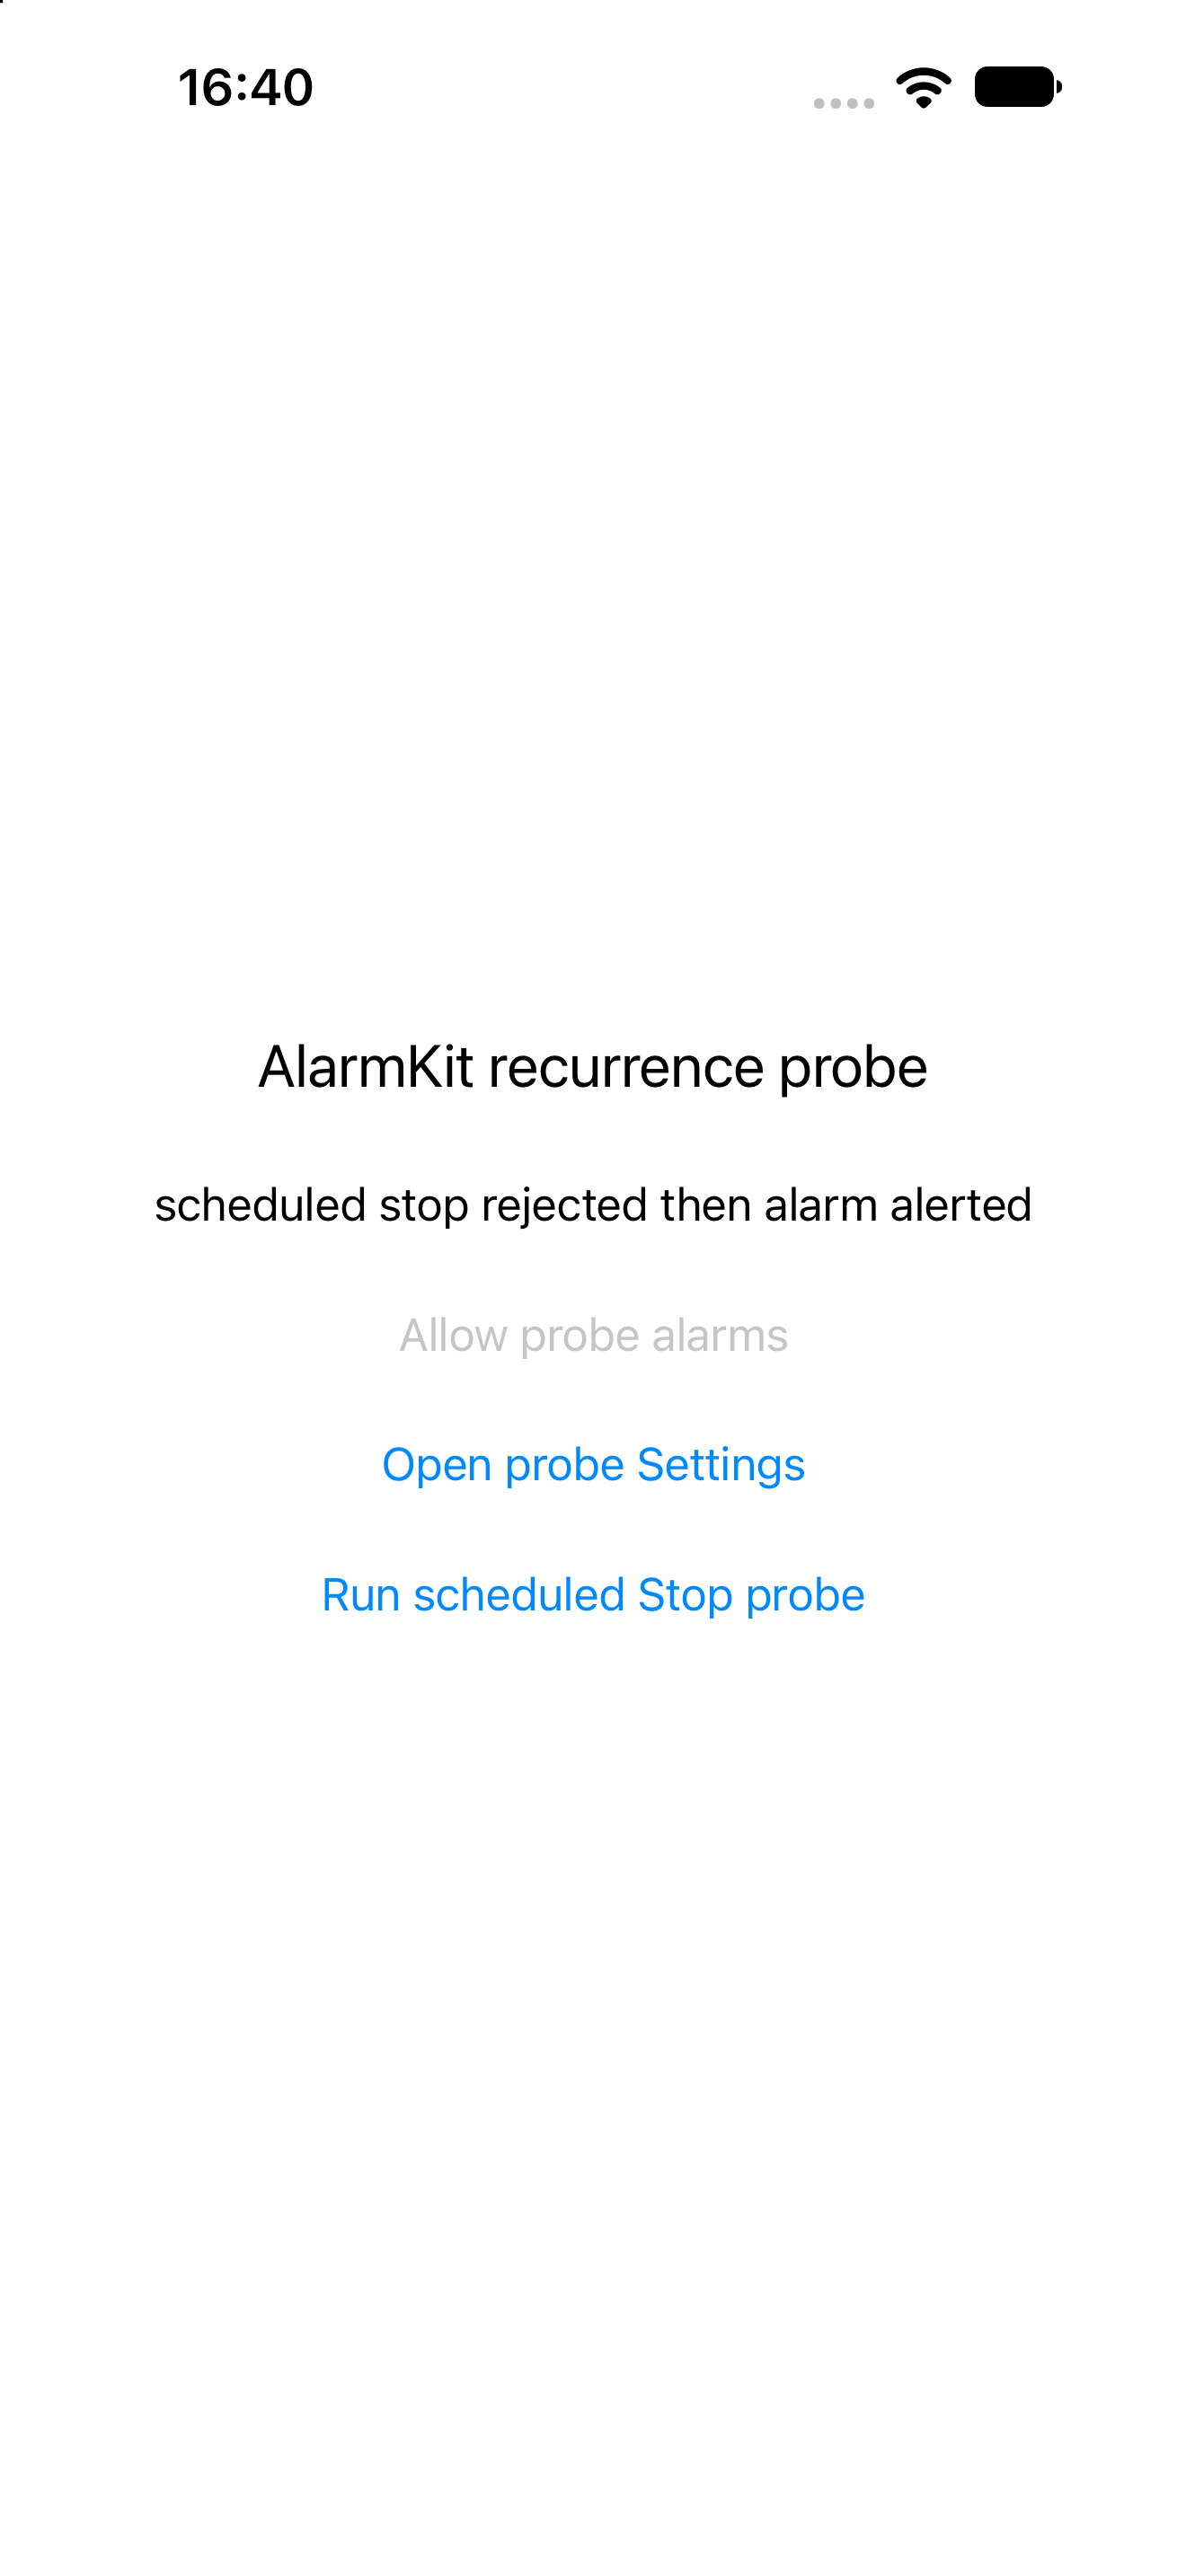 16:40
AlarmKit recurrence probe
scheduled stop rejected then alarm alerted
Allow probe alarms
Open probe Settings
Run scheduled Stop probe